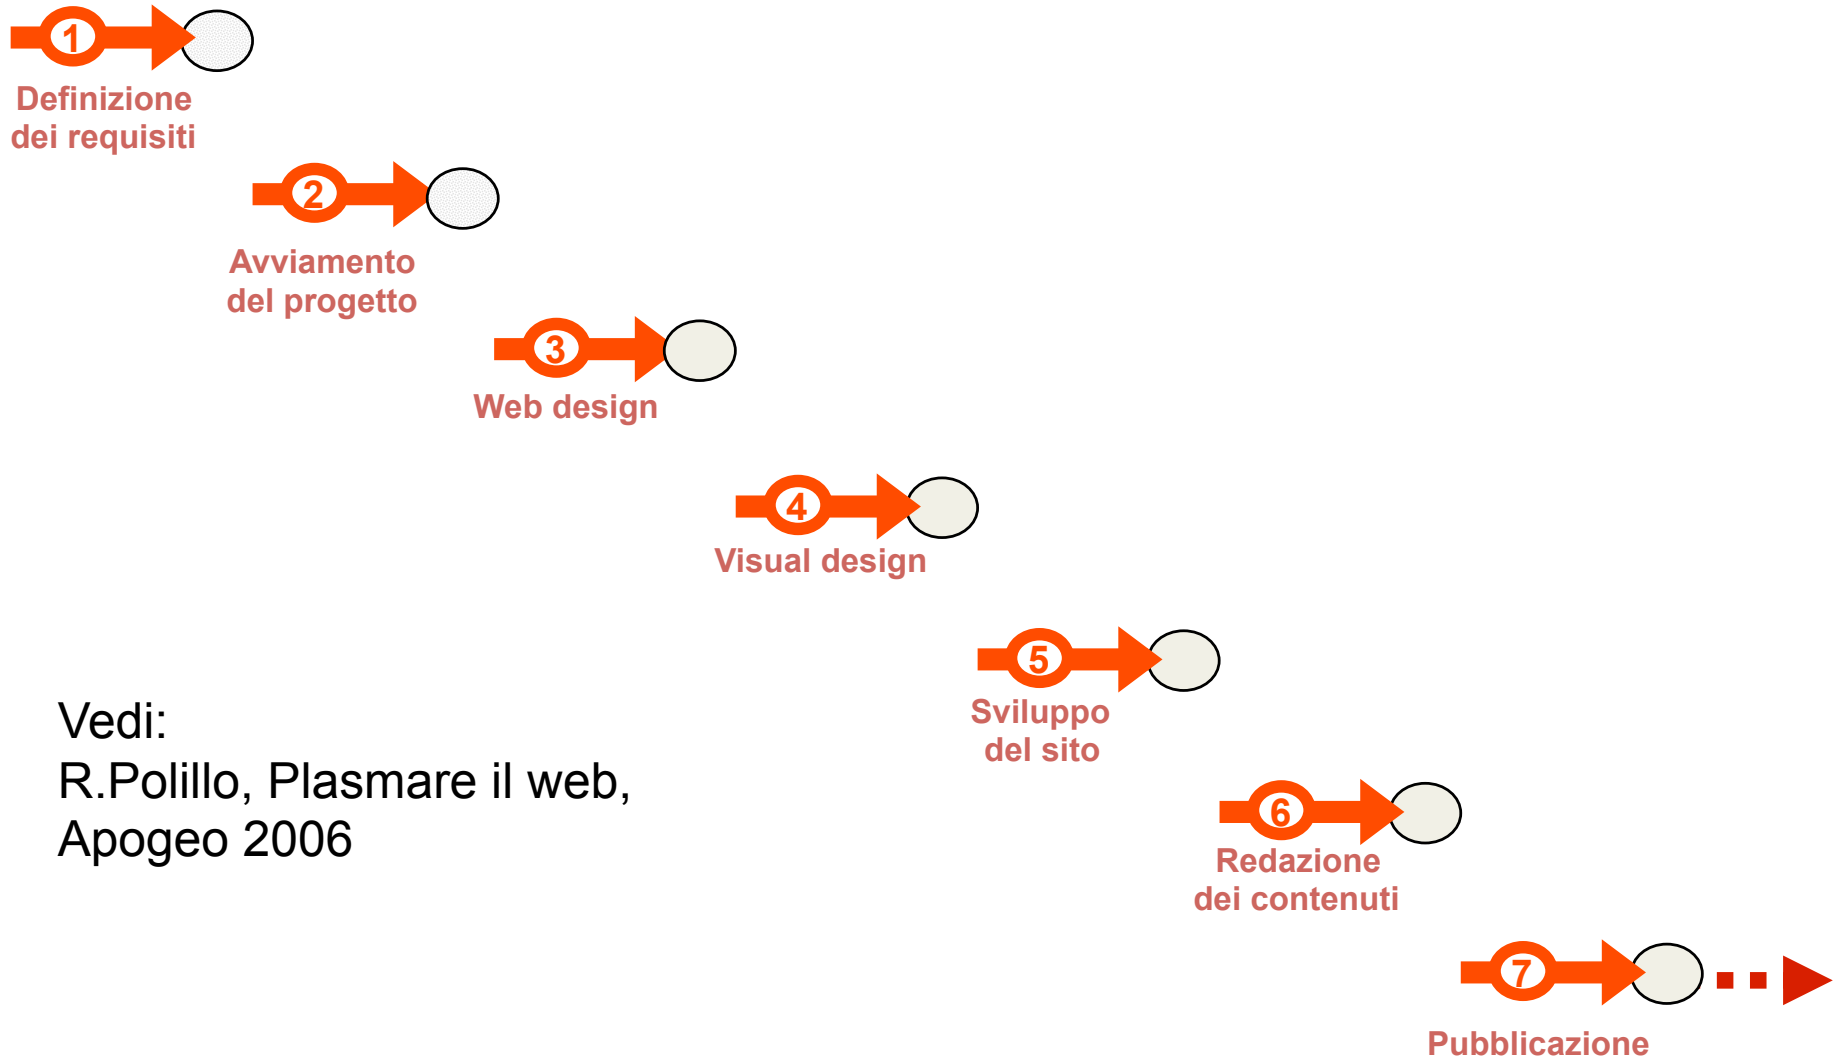 1
Definizione
dei requisiti
2
Avviamento
del progetto
3
Web design
4
Visual design
5
Sviluppo
del sito
6
Redazione
dei contenuti
7
Pubblicazione
Vedi:
R.Polillo, Plasmare il web,
Apogeo 2006